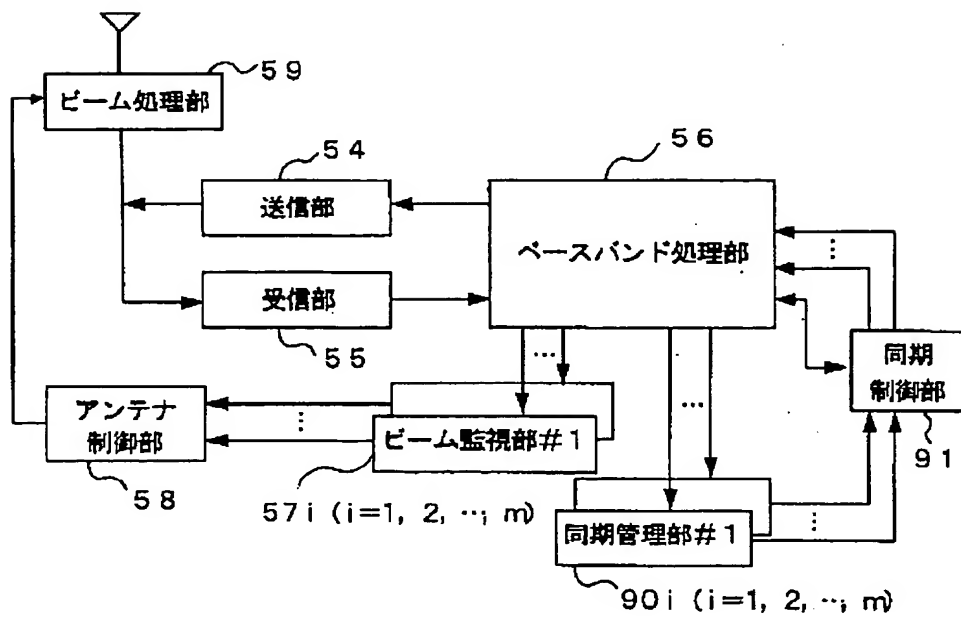 59
ビーム処理部
54
送信部
56
ベースバンド処理部
…
受信部
55
同期
制御部
91
…
…
アンテナ
制御部
58
…
ビーム監視部#1
57i (i=1, 2, …, m)
…
同期管理部#1
90i (i=1, 2, …, m)